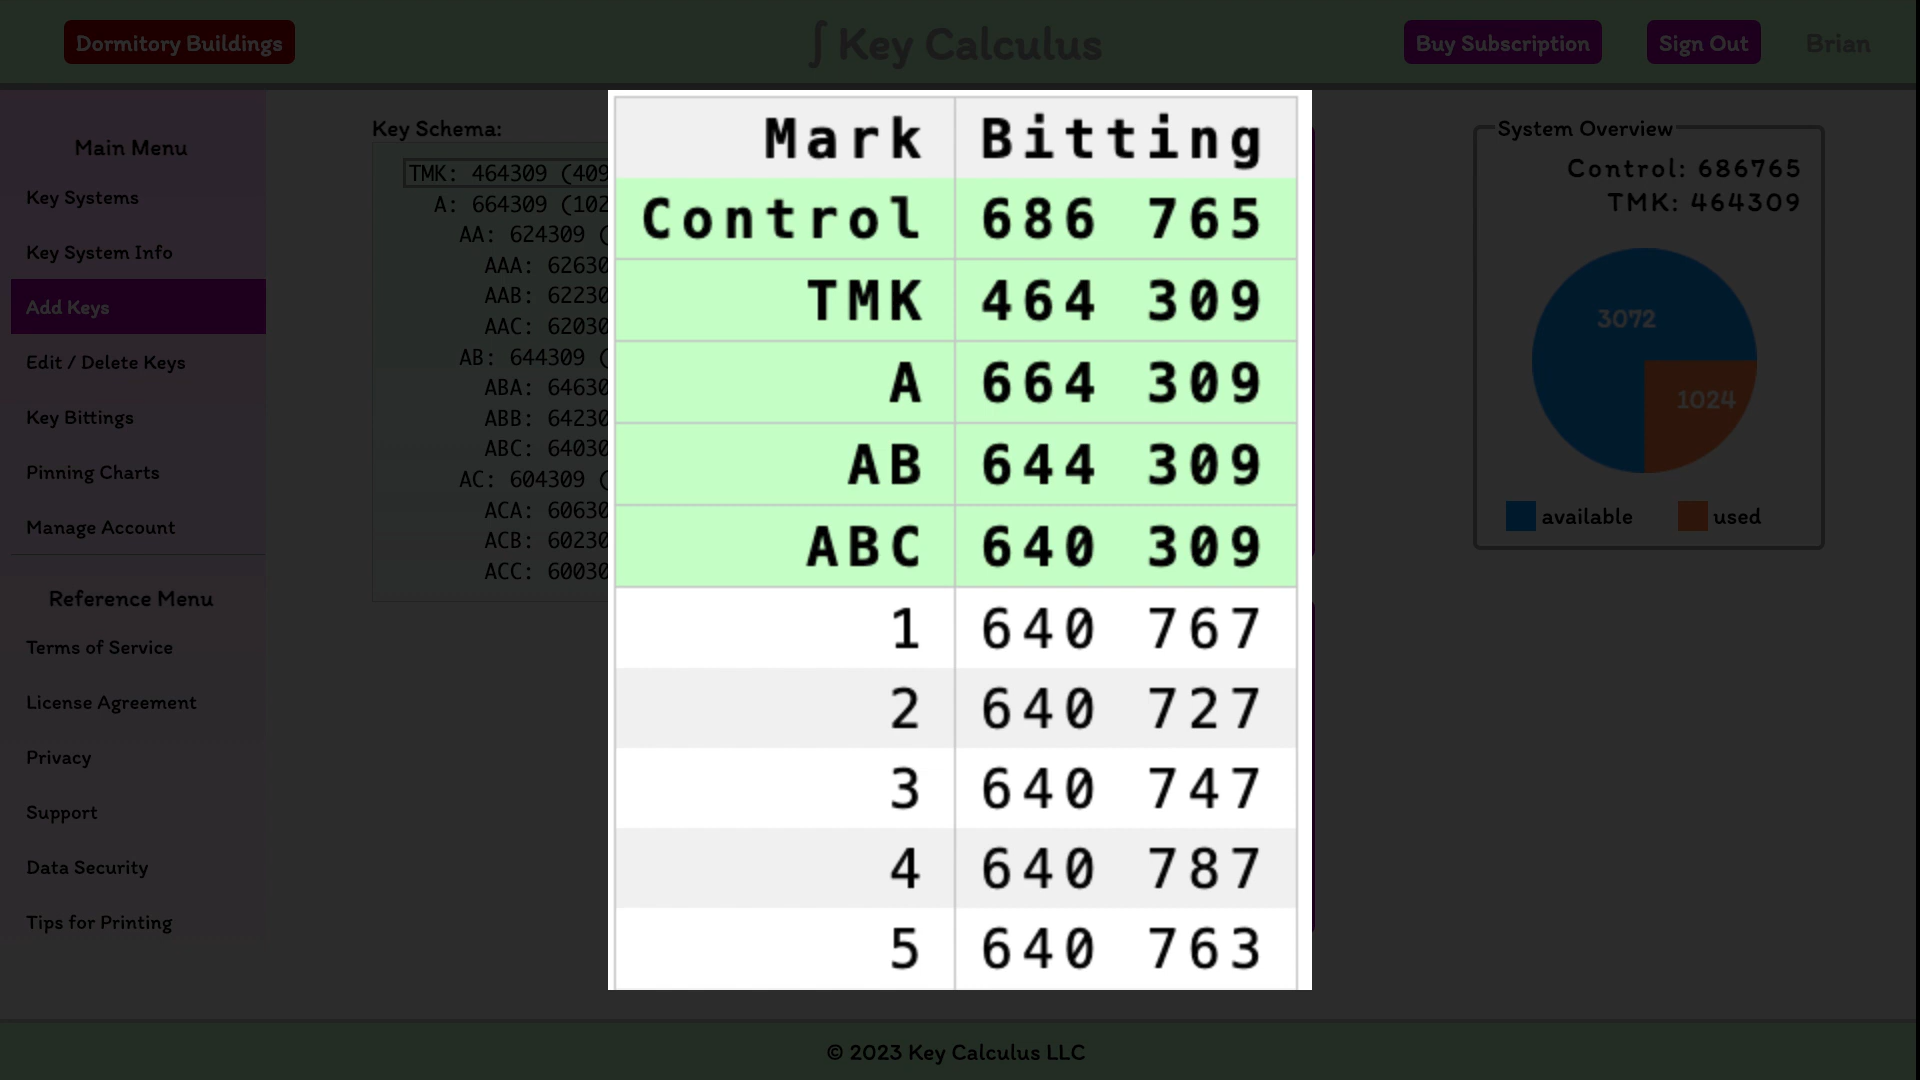 Dormitory Buildings
∫ Key Calculus
Buy Subscription
Sign Out
Brian
Main Menu
Key Systems
Key System Info
Add Keys
Edit / Delete Keys
Key Bittings
Pinning Charts
Manage Account
Reference Menu
Terms of Service
License Agreement
Privacy
Support
Data Security
Tips for Printing
Key Schema:
TMK: 464309 (409
A: 664309 (102
AA: 624309 (
AAA: 62630
AAB: 62230
AAC: 62030
AB: 644309 (
ABA: 64630
ABB: 64230
ABC: 64030
AC: 604309 (
ACA: 60630
ACB: 60230
ACC: 60030
Mark Bitting
Control 686 765
TMK 464 309
A 664 309
AB 644 309
ABC 640 309
1 640 767
2 640 727
3 640 747
4 640 787
5 640 763
System Overview
Control: 686765
TMK: 464309
3072
1024
available used
© 2023 Key Calculus LLC